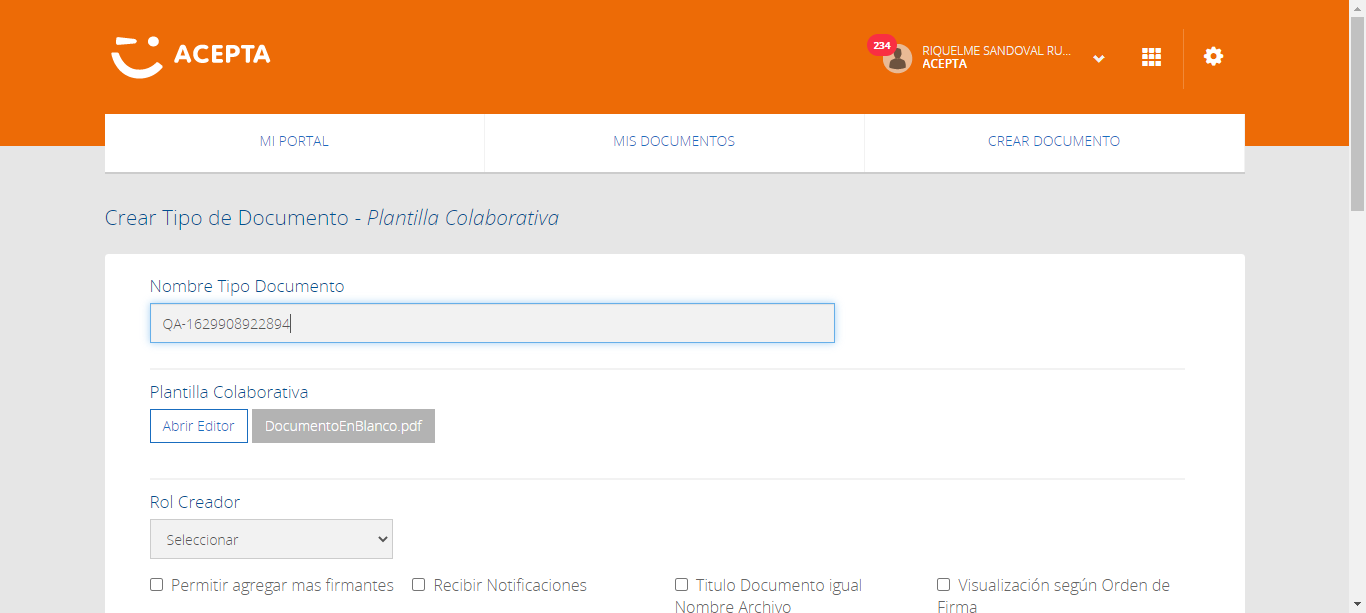 ACEPTA
234
RIQUELME SANDOVAL RU...
ACEPTA
MI PORTAL
MIS DOCUMENTOS
CREAR DOCUMENTO
Crear Tipo de Documento - Plantilla Colaborativa
Nombre Tipo Documento
QA-1629908922894
Plantilla Colaborativa
Abrir Editor
DocumentoEnBlanco.pdf
Rol Creador
Seleccionar
Permitir agregar mas firmantes
Recibir Notificaciones
Titulo Documento igual
Nombre Archivo
Visualización según Orden de
Firma